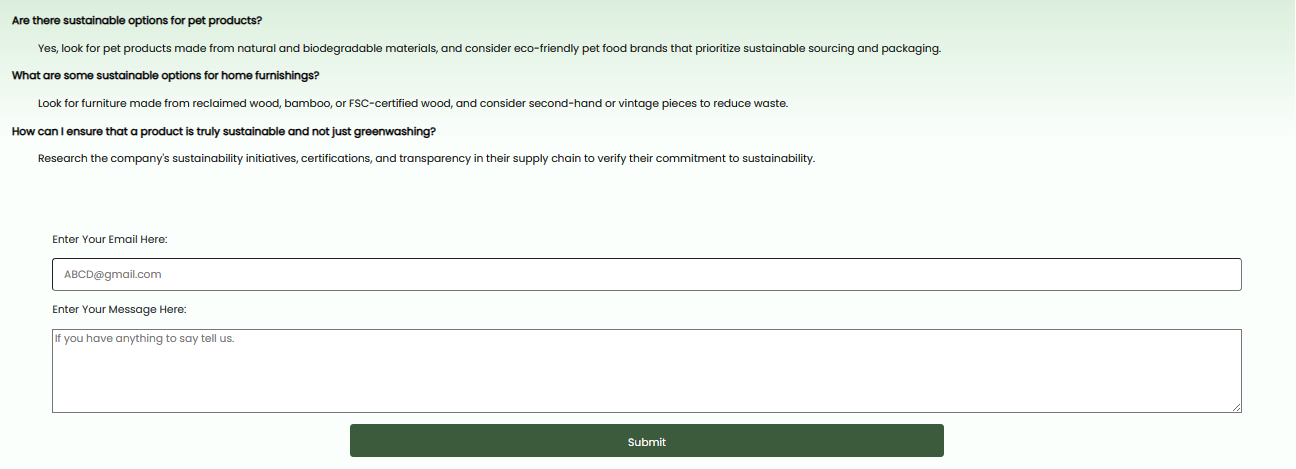 Are there sustainable options for pet products?
Yes, look for pet products made from natural and biodegradable materials, and consider eco-friendly pet food brands that prioritize sustainable sourcing and packaging.
What are some sustainable options for home furnishings?
Look for furniture made from reclaimed wood, bamboo, or FSC-certified wood, and consider second-hand or vintage pieces to reduce waste.
How can I ensure that a product is truly sustainable and not just greenwashing?
Research the company's sustainability initiatives, certifications, and transparency in their supply chain to verify their commitment to sustainability.
Enter Your Email Here:
ABCD@gmail.com
Enter Your Message Here:
If you have anything to say tell us.
Submit